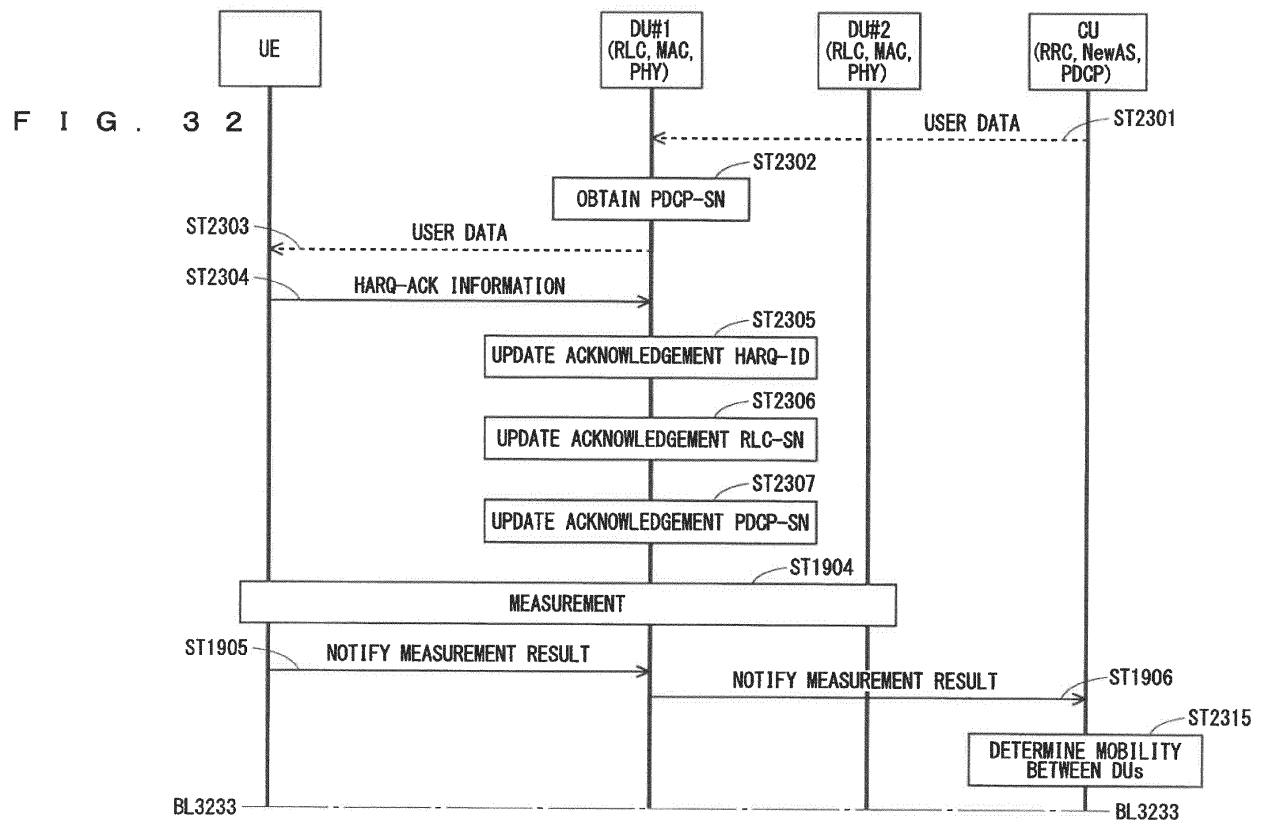 UE
DU#1
(RLC, MAC,
PHY)
DU#2
(RLC, MAC,
PHY)
CU
(RRC, NewAS,
PDCP)
FIG. 32
USER DATA
ST2301
ST2302
OBTAIN PDCP-SN
ST2303
USER DATA
ST2304
HARQ-ACK INFORMATION
ST2305
UPDATE ACKNOWLEDGEMENT HARQ-ID
ST2306
UPDATE ACKNOWLEDGEMENT RLC-SN
ST2307
UPDATE ACKNOWLEDGEMENT PDCP-SN
ST1904
MEASUREMENT
ST1905
NOTIFY MEASUREMENT RESULT
NOTIFY MEASUREMENT RESULT
ST1906
ST2315
DETERMINE MOBILITY
BETWEEN DUs
BL3233
BL3233